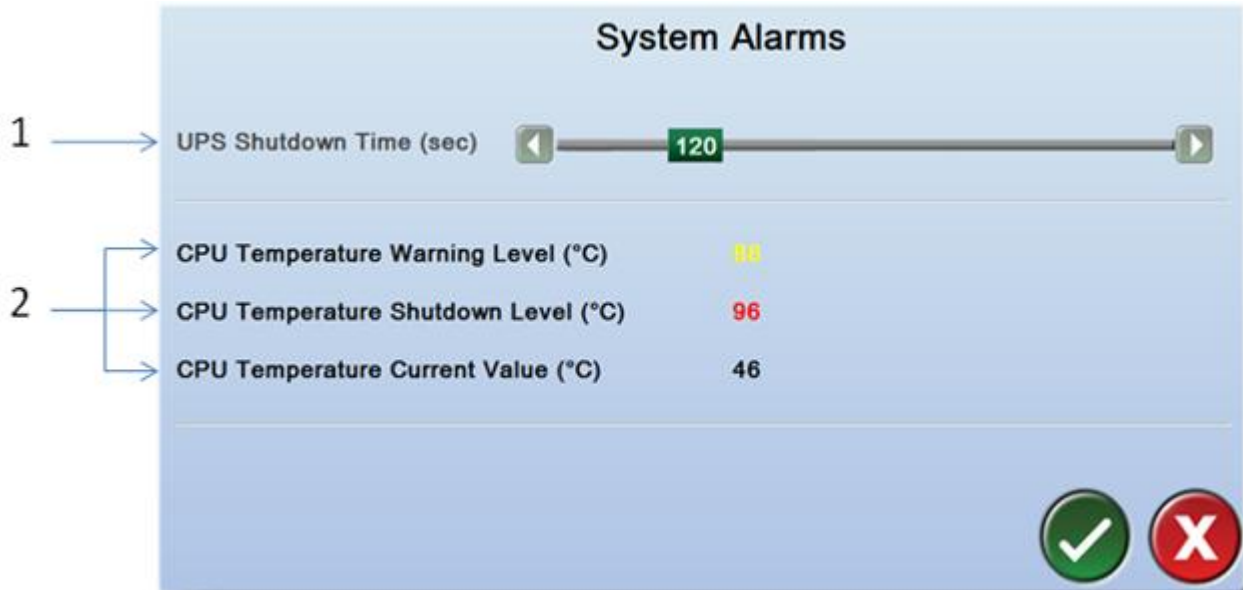 System Alarms
1 UPS Shutdown Time (sec) 120
CPU Temperature Warning Level (°C) 88
2 CPU Temperature Shutdown Level (°C) 96
CPU Temperature Current Value (°C) 46